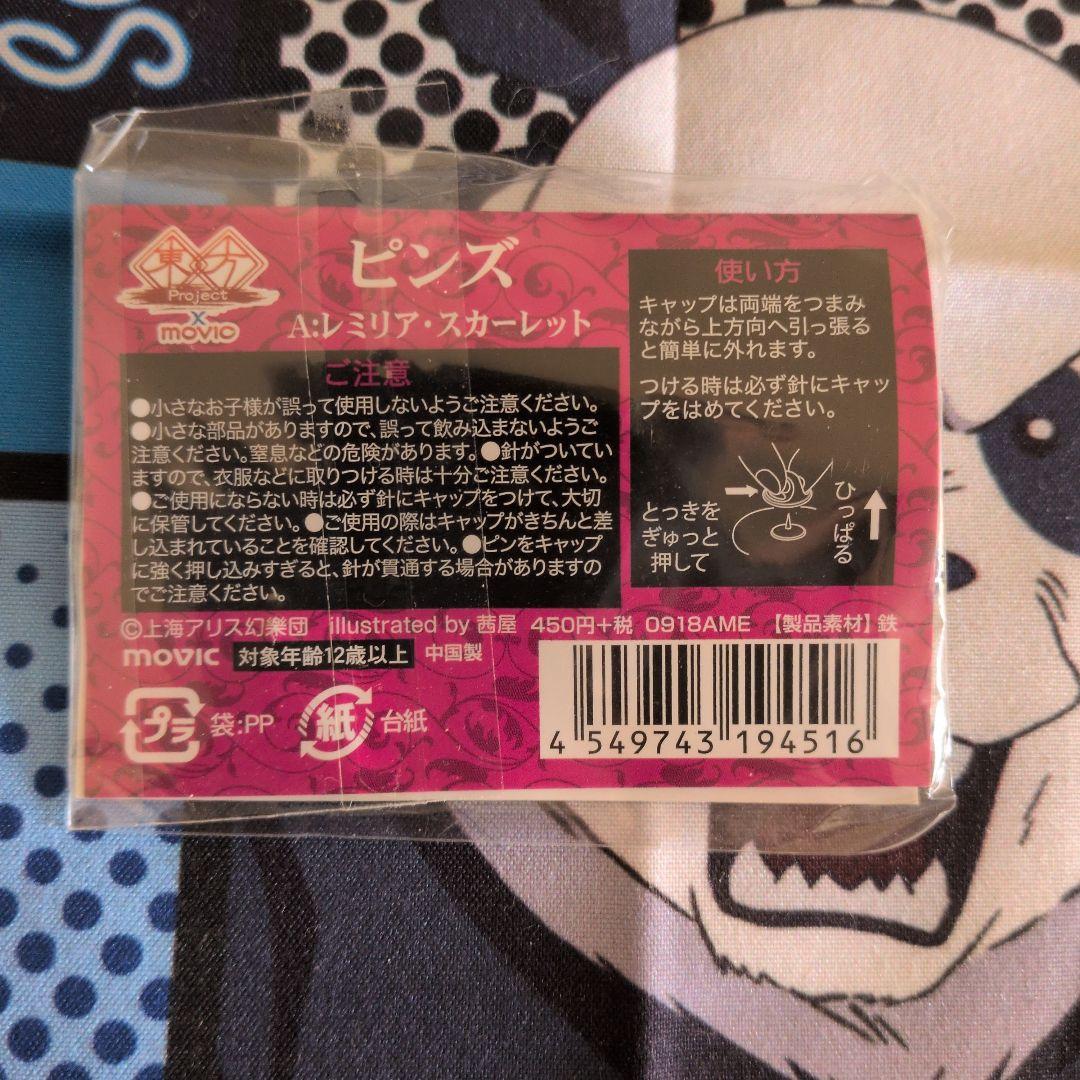 東方
Project
×
movic
ピンズ
A:レミリア・スカーレット
ご注意
●小さなお子様が誤って使用しないようご注意ください。
●小さな部品がありますので、誤って飲み込まないようご
注意ください。窒息などの危険があります。●針がついてい
ますので、衣服などに取りつける時は十分ご注意ください。
●ご使用にならない時は必ず針にキャップをつけて、大切
に保管してください。●ご使用の際はキャップがきちんと差
し込まれていることを確認してください。●ピンをキャップ
に強く押し込みすぎると、針が貫通する場合がありますの
でご注意ください。
使い方
キャップは両端をつまみ
ながら上方向へ引っ張る
と簡単に外れます。
つける時は必ず針にキャッ
プをはめてください。
とっきを
ぎゅっと
押して
ひっぱる
©上海アリス幻樂団 illustrated by 茜屋 450円+税 0918AME 【製品素材】鉄
movic 対象年齢12歳以上 中国製
プラ 袋:PP 紙 台紙
4 549743 194516